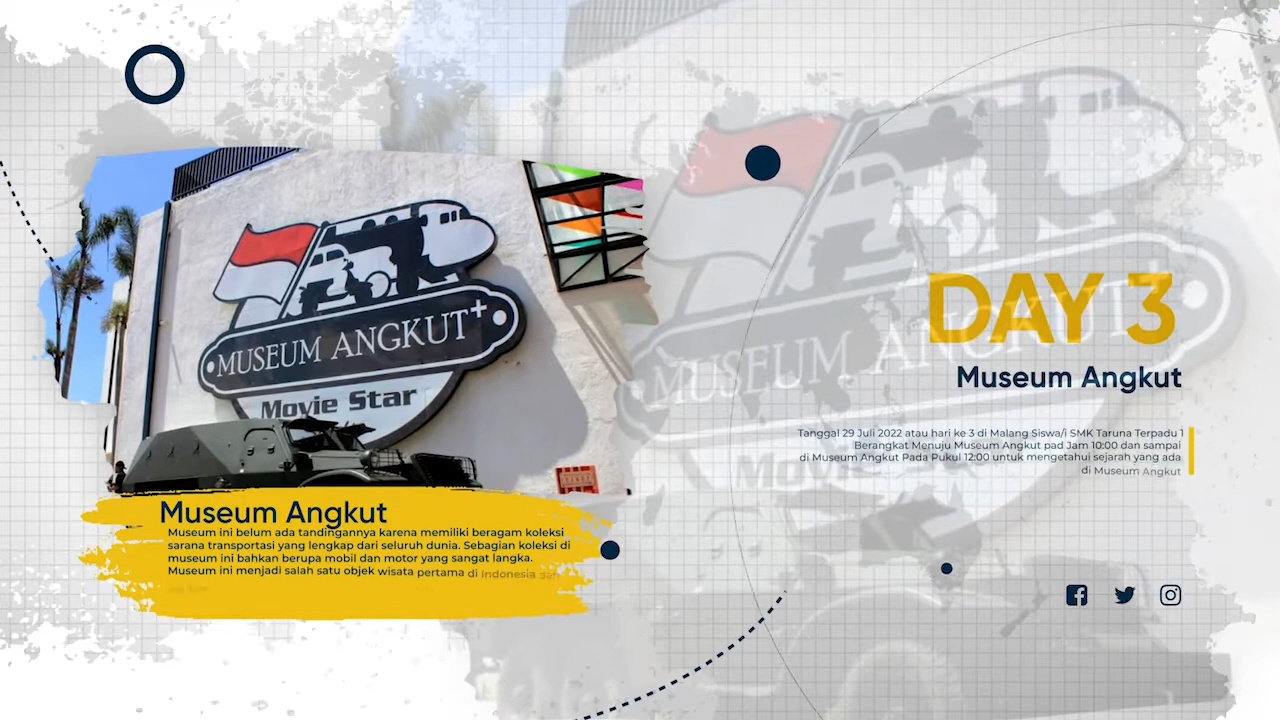 MUSEUM ANGKUT+
Movie Star
Museum Angkut
Museum ini belum ada tandingannya karena memiliki beragam koleksi
sarana transportasi yang lengkap dari seluruh dunia. Sebagian koleksi di
museum ini bahkan berupa mobil dan motor yang sangat langka.
Museum ini menjadi salah satu objek wisata pertama di Indonesia
DAY 3
Museum Angkut
Tanggal 29 Juli 2022 atau hari ke 3 di Malang Siswa/i SMK Taruna Terpadu 1
Berangkat Menuju Museum Angkut pad Jam 10:00 dan sampai
di Museum Angkut Pada Pukul 12:00 untuk mengetahui sejarah yang ada
di Museum Angkut